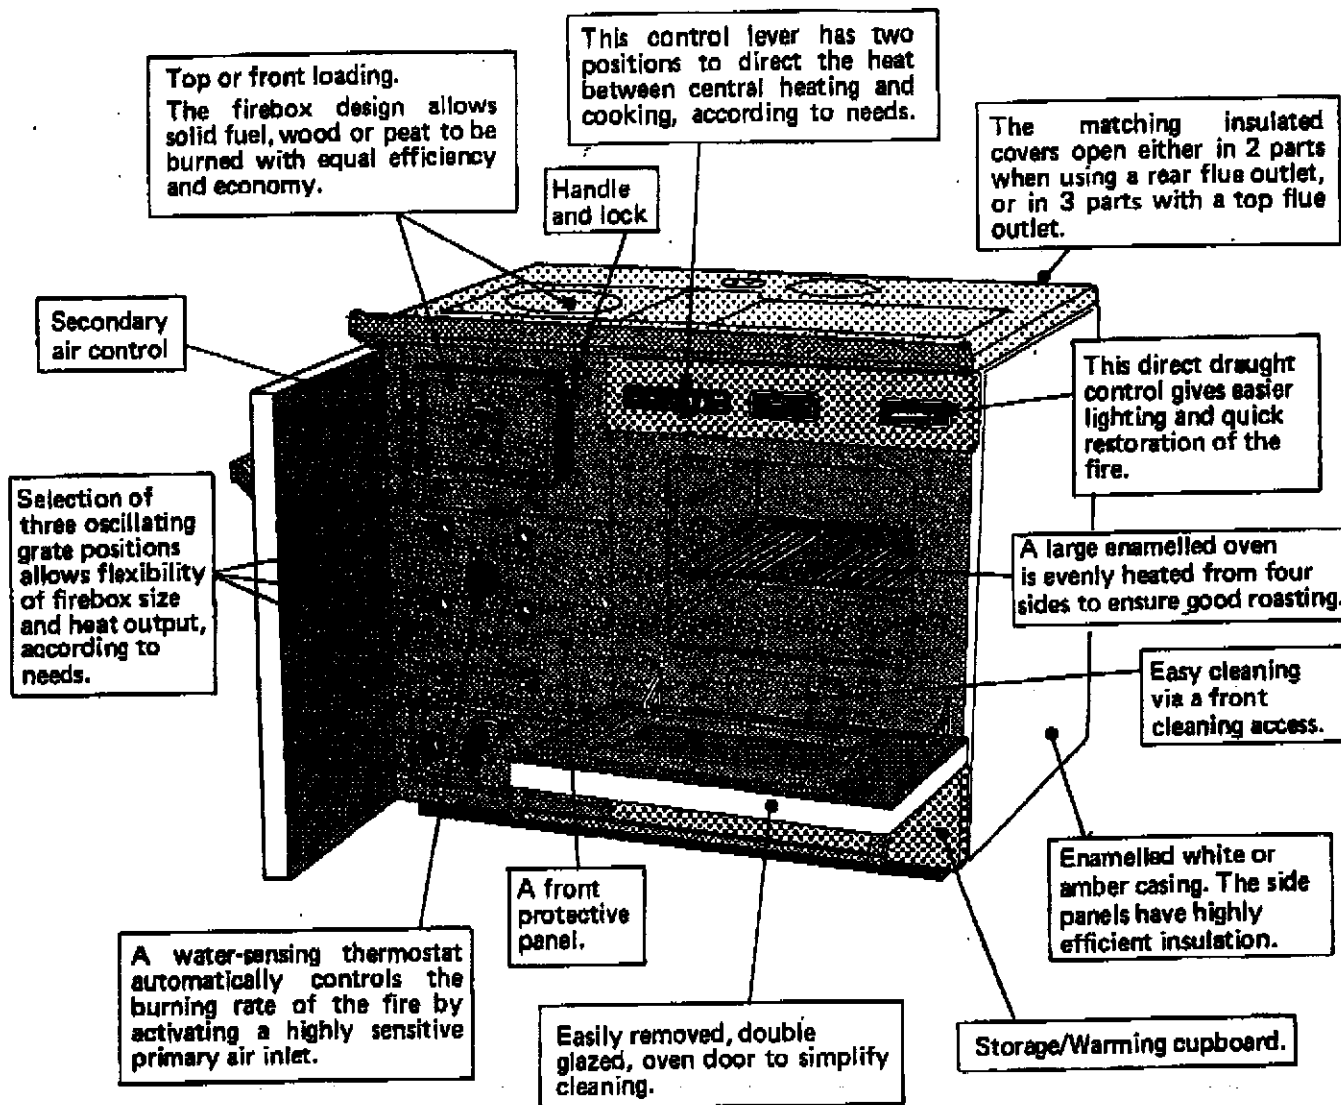 Top or front loading.
The firebox design allows
solid fuel, wood or peat to be
burned with equal efficiency
and economy.
This control lever has two
positions to direct the heat
between central heating and
cooking, according to needs.
The matching insulated
covers open either in 2 parts
when using a rear flue outlet,
or in 3 parts with a top flue
outlet.
Handle
and lock
Secondary
air control
This direct draught
control gives easier
lighting and quick
restoration of the
fire.
Selection of
three oscillating
grate positions
allows flexibility
of firebox size
and heat output,
according to
needs.
A large enamelled oven
is evenly heated from four
sides to ensure good roasting.
Easy cleaning
via a front
cleaning access.
Enamelled white or
amber casing. The side
panels have highly
efficient insulation.
A front
protective
panel.
A water-sensing thermostat
automatically controls the
burning rate of the fire by
activating a highly sensitive
primary air inlet.
Easily removed, double
glazed, oven door to simplify
cleaning.
Storage/Warming cupboard.